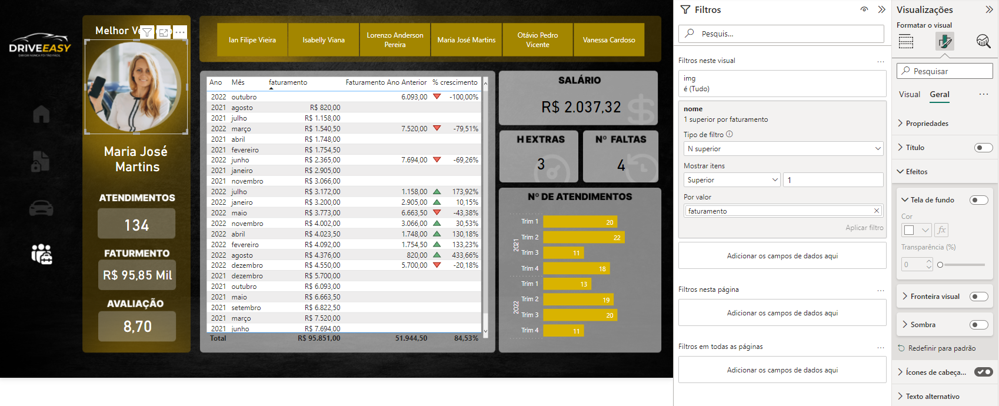 DRIVEEASY
DIRIGIR NUNCA FOI TÃO FÁCIL
Melhor Ve
o
Maria José
Martins
ATENDIMENTOS
134
FATURMENTO
R$ 95,85 Mil
AVALIAÇÃO
8,70
Ian Filipe Vieira
Isabelly Viana
Lorenzo Anderson
Pereira
Maria José Martins
Otávio Pedro
Vicente
Vanessa Cardoso
Ano Mês faturamento Faturamento Ano Anterior % crescimento
2022 outubro 6.093,00 -100,00%
2021 agosto R$ 820,00
2021 julho R$ 1.158,00
2022 março R$ 1.540,50 7.520,00 -79,51%
2021 abril R$ 1.748,00
2021 fevereiro R$ 1.754,50
2022 junho R$ 2.365,00 7.694,00 -69,26%
2021 janeiro R$ 2.905,00
2021 novembro R$ 3.066,00
2022 julho R$ 3.172,00 1.158,00 173,92%
2022 janeiro R$ 3.200,00 2.905,00 10,15%
2022 maio R$ 3.773,00 6.663,50 -43,38%
2022 novembro R$ 4.002,00 3.066,00 30,53%
2022 abril R$ 4.023,50 1.748,00 130,18%
2022 fevereiro R$ 4.092,00 1.754,50 133,23%
2022 agosto R$ 4.376,00 820,00 433,66%
2022 dezembro R$ 4.550,00 5.700,00 -20,18%
2021 dezembro R$ 5.700,00
2021 outubro R$ 6.093,00
2021 maio R$ 6.663,50
2021 setembro R$ 6.822,50
2021 março R$ 7.520,00
2021 junho R$ 7.694,00
Total R$ 95.851,00 51.944,50 84,53%
SALÁRIO
R$ 2.037,32
H EXTRAS
3
Nº FALTAS
4
Nº DE ATENDIMENTOS
2021
Trim 1 20
Trim 2 22
Trim 3 11
Trim 4 18
2022
Trim 1 13
Trim 2 19
Trim 3 20
Trim 4 11
Filtros
Pesquis...
Filtros neste visual ...
img
é (Tudo)
nome
1 superior por faturamento
Tipo de filtro
N superior
Mostrar itens
Superior 1
Por valor
faturamento
Aplicar filtro
Adicionar os campos de dados aqui
Filtros nesta página ...
Adicionar os campos de dados aqui
Filtros em todas as páginas ...
Adicionar os campos de dados aqui
Visualizações
Formatar o visual
Pesquisar
Visual Geral ...
Propriedades
Título
Efeitos
Tela de fundo
Cor
fx
Transparência (%)
0
Fronteira visual
Sombra
Redefinir para padrão
Ícones de cabeça...
Texto alternativo